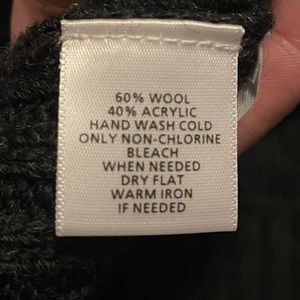 60% WOOL
40% ACRYLIC
HAND WASH COLD
ONLY NON-CHLORINE
BLEACH
WHEN NEEDED
DRY FLAT
WARM IRON
IF NEEDED